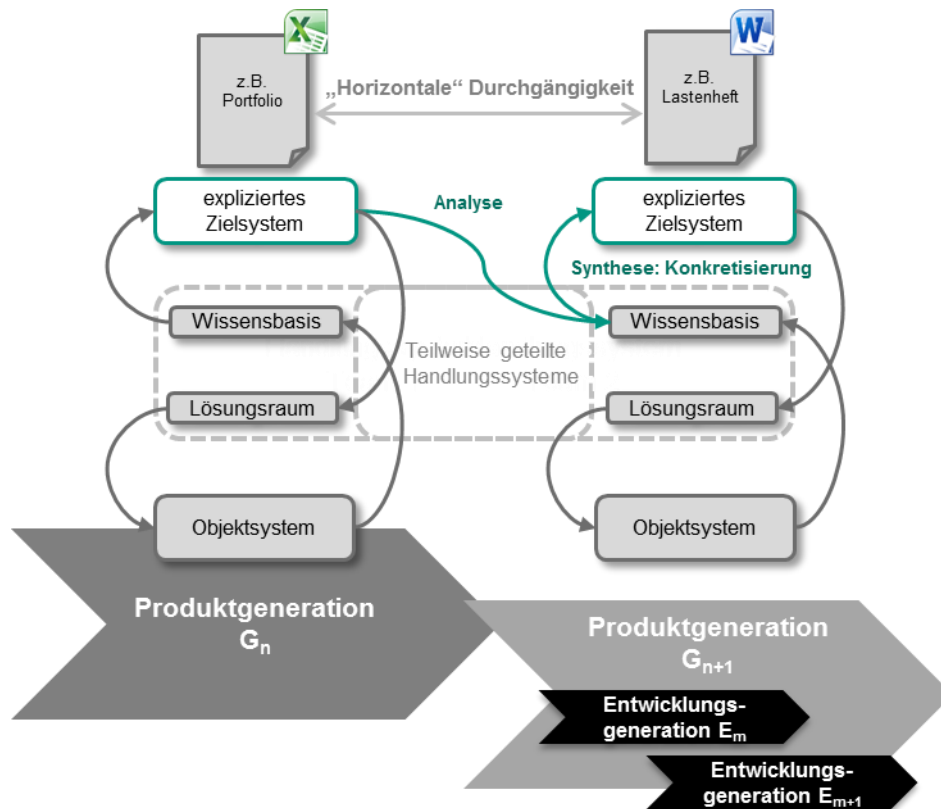 z.B.
Portfolio
„Horizontale“ Durchgängigkeit
z.B.
Lastenheft
expliziertes
Zielsystem
Analyse
expliziertes
Zielsystem
Synthese: Konkretisierung
Wissensbasis
Wissensbasis
Teilweise geteilte
Handlungssysteme
Lösungsraum
Lösungsraum
Objektsystem
Objektsystem
Produktgeneration
Gn
Produktgeneration
Gn+1
Entwicklungs-
generation Em
Entwicklungs-
generation Em+1